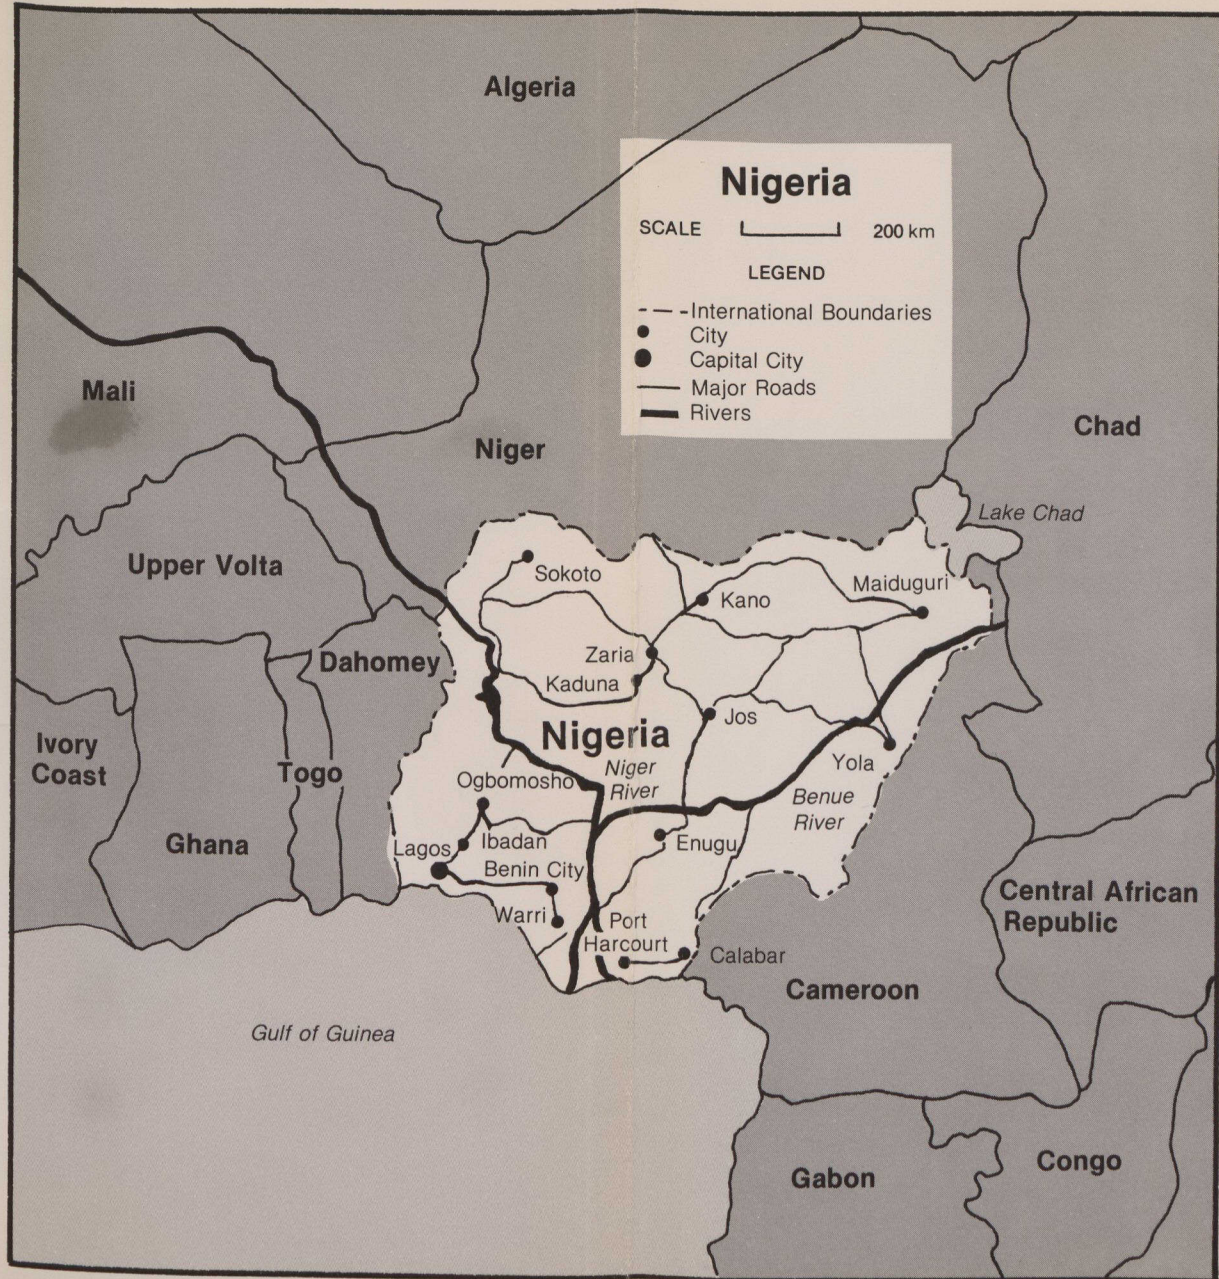 Algeria
Nigeria
SCALE 200 km
LEGEND
International Boundaries
City
Capital City
Major Roads
Rivers
Mali
Niger
Chad
Lake Chad
Upper Volta
Sokoto
Kano
Maiduguri
Dahomey
Zaria
Kaduna
Jos
Nigeria
Ivory
Coast
Togo
Ogbomosho
Niger
River
Yola
Benue
River
Ghana
Lagos
Ibadan
Enugu
Benin City
Warri
Port
Harcourt
Calabar
Central African
Republic
Cameroon
Gulf of Guinea
Gabon
Congo